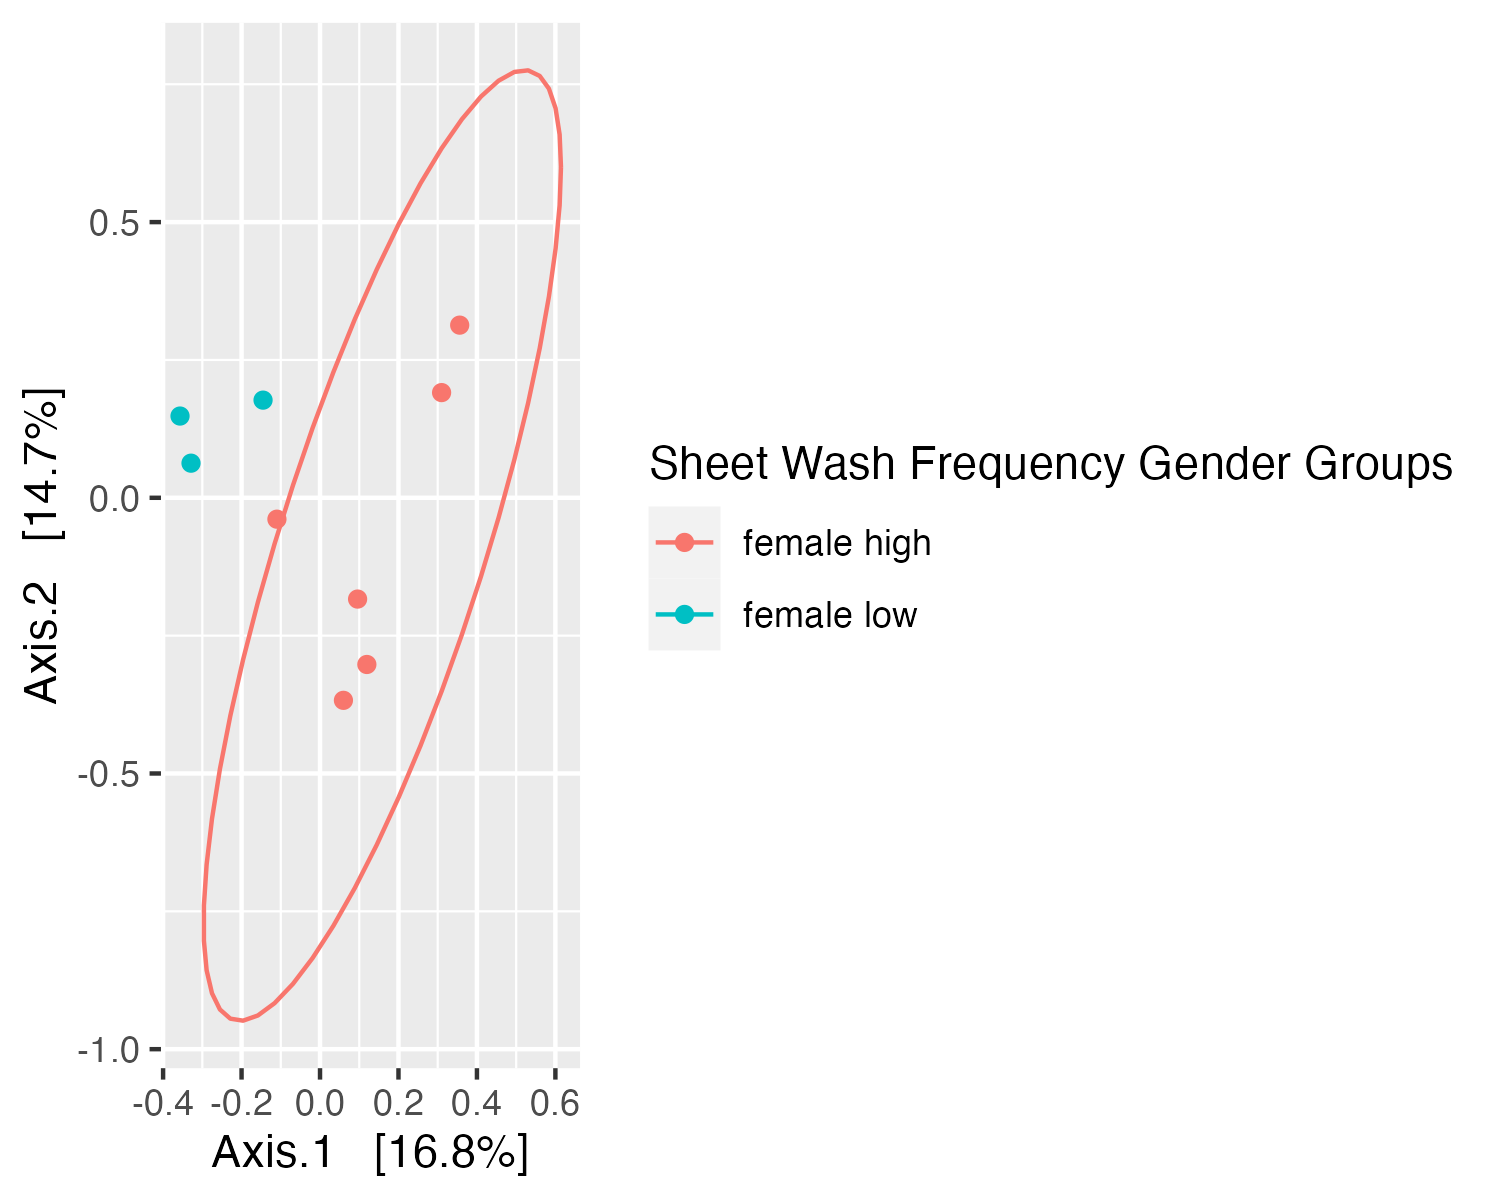 0.5
0.0
-0.5
-1.0
Axis.2 [14.7%]
-0.4 -0.2 0.0 0.2 0.4 0.6
Axis.1 [16.8%]
Sheet Wash Frequency Gender Groups
female high
female low